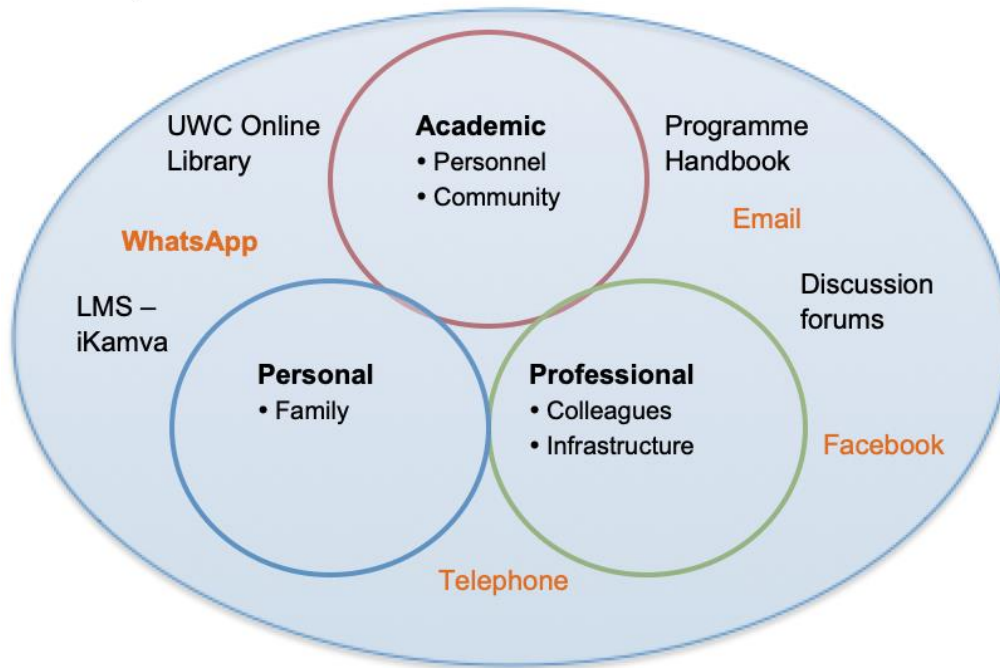 UWC Online
Library
Academic
• Personnel
• Community
Programme
Handbook
WhatsApp
Email
LMS –
iKamva
Discussion
forums
Personal
• Family
Professional
• Colleagues
• Infrastructure
Facebook
Telephone